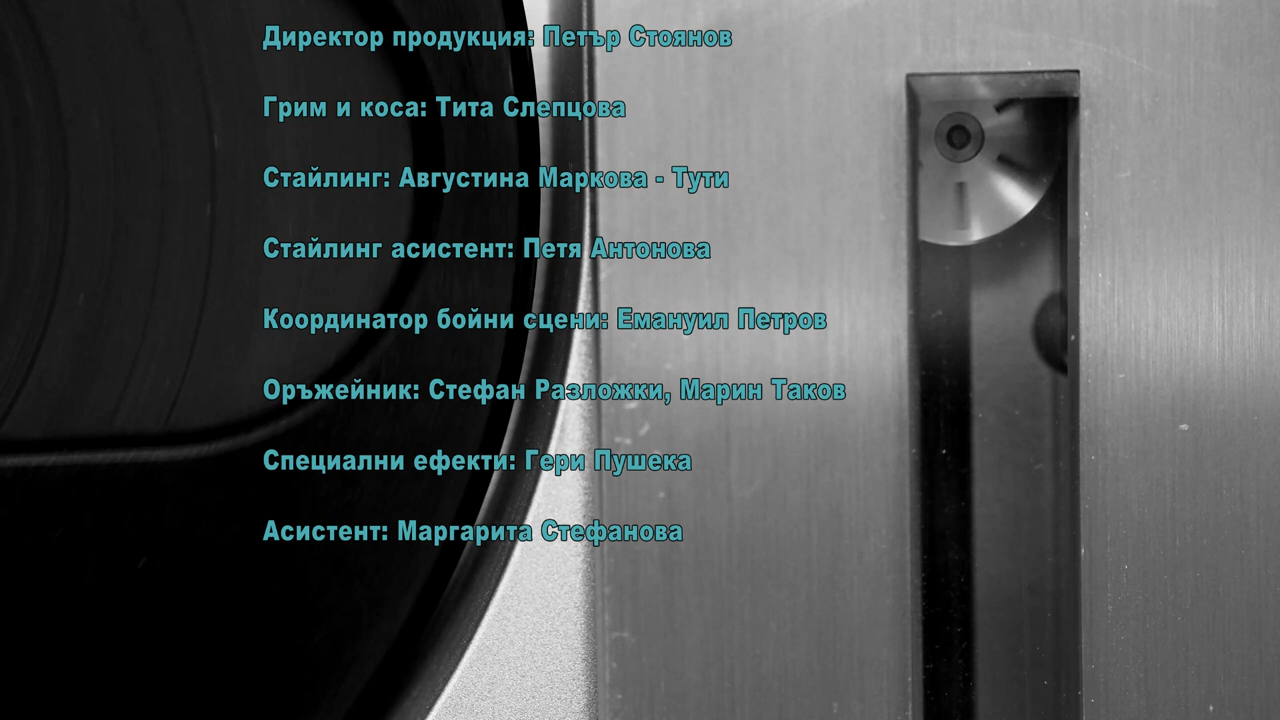 Директор продукция: Петър Стоянов
Грим и коса: Тита Слепцова
Стайлинг: Августина Маркова - Тути
Стайлинг асистент: Петя Антонова
Координатор бойни сцени: Емануил Петров
Оръжейник: Стефан Разложки, Марин Таков
Специални ефекти: Гери Пушека
Асистент: Маргарита Стефанова